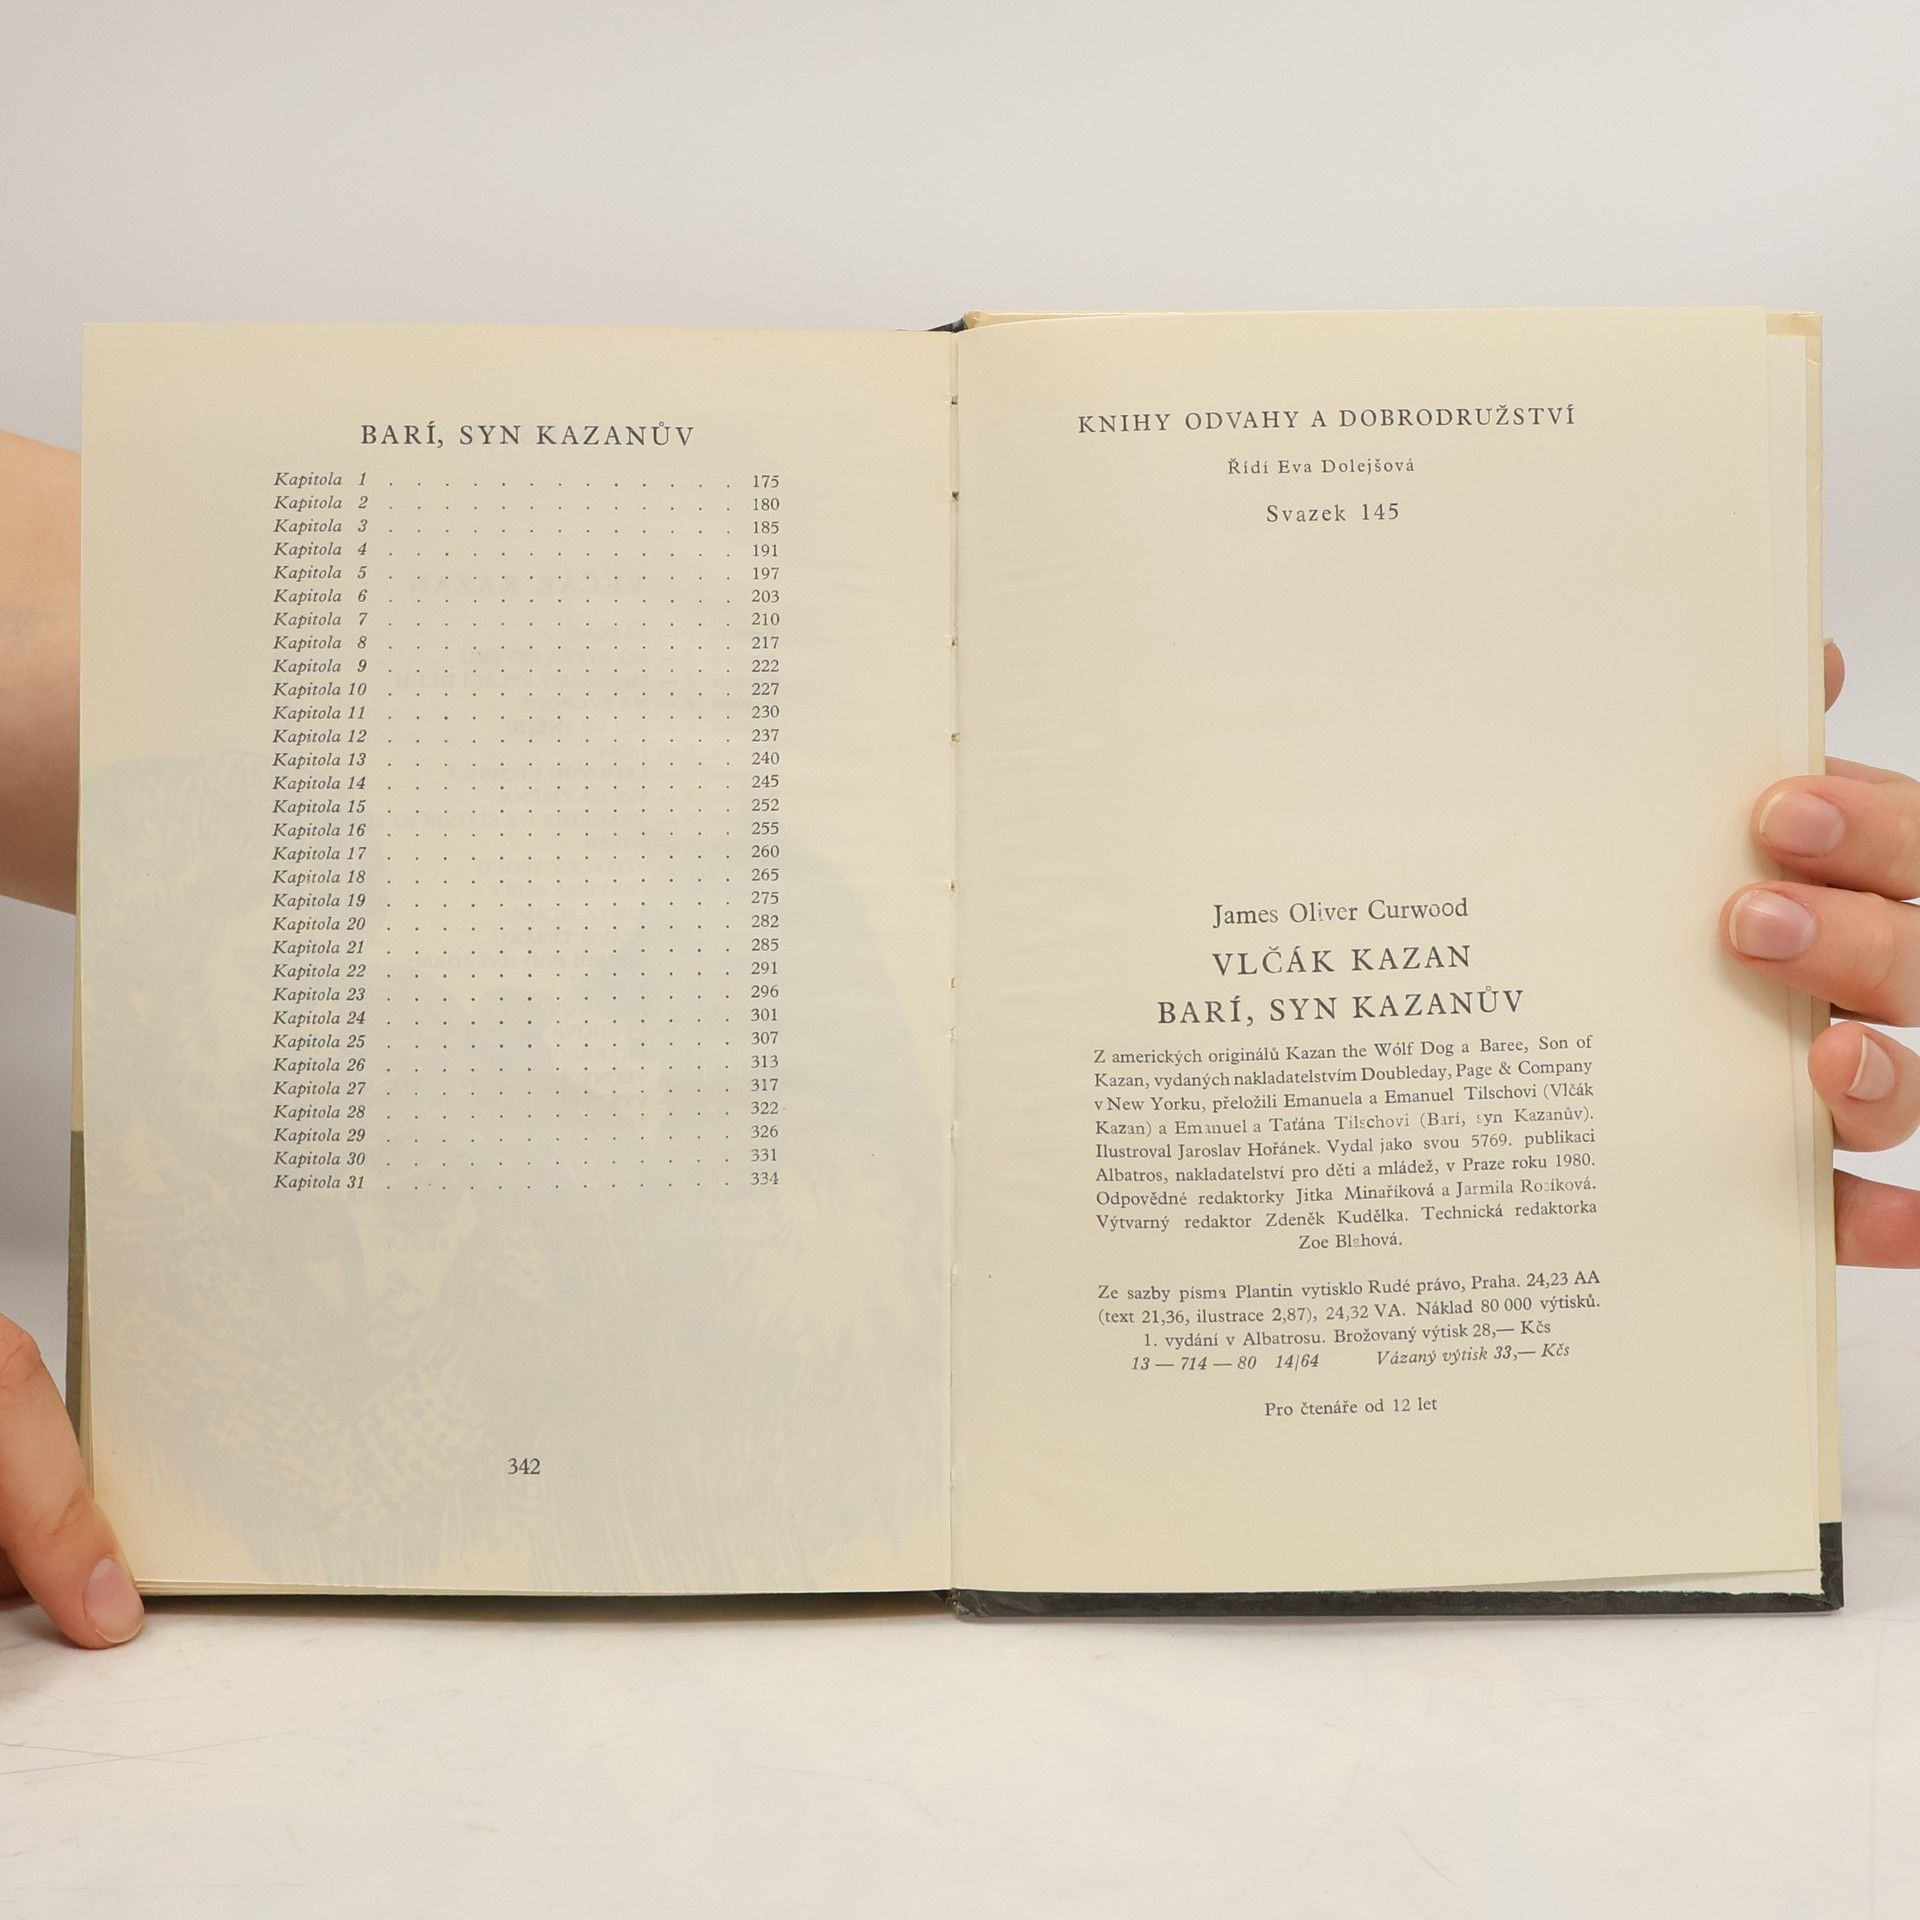 BARÍ, SYN KAZANŮV
Kapitola 1 . . . . . . . . . . . . . 175
Kapitola 2 . . . . . . . . . . . . . 180
Kapitola 3 . . . . . . . . . . . . . 185
Kapitola 4 . . . . . . . . . . . . . 191
Kapitola 5 . . . . . . . . . . . . . 197
Kapitola 6 . . . . . . . . . . . . . 203
Kapitola 7 . . . . . . . . . . . . . 210
Kapitola 8 . . . . . . . . . . . . . 217
Kapitola 9 . . . . . . . . . . . . . 222
Kapitola 10 . . . . . . . . . . . . . 227
Kapitola 11 . . . . . . . . . . . . . 230
Kapitola 12 . . . . . . . . . . . . . 237
Kapitola 13 . . . . . . . . . . . . . 240
Kapitola 14 . . . . . . . . . . . . . 245
Kapitola 15 . . . . . . . . . . . . . 252
Kapitola 16 . . . . . . . . . . . . . 255
Kapitola 17 . . . . . . . . . . . . . 260
Kapitola 18 . . . . . . . . . . . . . 265
Kapitola 19 . . . . . . . . . . . . . 275
Kapitola 20 . . . . . . . . . . . . . 282
Kapitola 21 . . . . . . . . . . . . . 285
Kapitola 22 . . . . . . . . . . . . . 291
Kapitola 23 . . . . . . . . . . . . . 296
Kapitola 24 . . . . . . . . . . . . . 301
Kapitola 25 . . . . . . . . . . . . . 307
Kapitola 26 . . . . . . . . . . . . . 313
Kapitola 27 . . . . . . . . . . . . . 317
Kapitola 28 . . . . . . . . . . . . . 322
Kapitola 29 . . . . . . . . . . . . . 326
Kapitola 30 . . . . . . . . . . . . . 331
Kapitola 31 . . . . . . . . . . . . . 334
342
KNIHY ODVAHY A DOBRODRUŽSTVÍ
Řídí Eva Dolejšová
Svazek 145
James Oliver Curwood
VLČÁK KAZAN
BARÍ, SYN KAZANŮV
Z amerických originálů Kazan the Wólf Dog a Baree, Son of
Kazan, vydaných nakladatelstvím Doubleday, Page & Company
v New Yorku, přeložili Emanuela a Emanuel Tilschovi (Vlčák
Kazan) a Emanuel a Taťána Tilschovi (Barí, syn Kazanův).
Ilustroval Jaroslav Hořánek. Vydal jako svou 5769. publikaci
Albatros, nakladatelství pro děti a mládež, v Praze roku 1980.
Odpovědné redaktorky Jitka Minaříková a Jarmila Rosíková.
Výtvarný redaktor Zdeněk Kudělka. Technická redaktorka
Zoe Blahová.
Ze sazby písma Plantin vytisklo Rudé právo, Praha. 24,23 AA
(text 21,36, ilustrace 2,87), 24,32 VA. Náklad 80 000 výtisků.
1. vydání v Albatrosu. Brožovaný výtisk 28,— Kčs
13 — 714 — 80 14/64 Vázaný výtisk 33,— Kčs
Pro čtenáře od 12 let